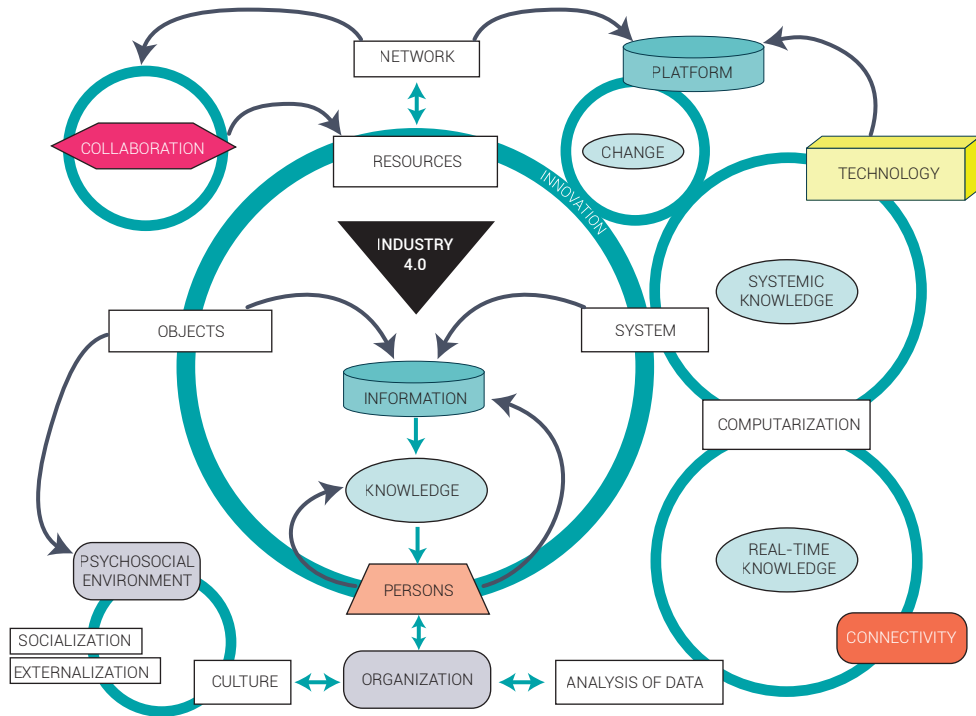 NETWORK
PLATFORM
COLLABORATION
RESOURCES
CHANGE
TECHNOLOGY
INNOVATION
INDUSTRY
4.0
SYSTEMIC
KNOWLEDGE
OBJECTS
SYSTEM
INFORMATION
COMPUTARIZATION
KNOWLEDGE
PSYCHOSOCIAL
ENVIRONMENT
REAL-TIME
KNOWLEDGE
PERSONS
SOCIALIZATION
CONNECTIVITY
EXTERNALIZATION
CULTURE
ORGANIZATION
ANALYSIS OF DATA